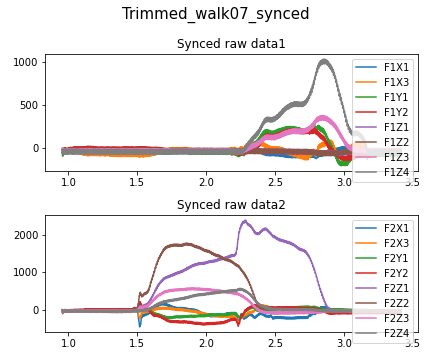 Trimmed_walk07_synced
Synced raw data1
1000
500
0
1.0 1.5 2.0 2.5 3.0 3.5
F1X1
F1X3
F1Y1
F1Y2
F1Z1
F1Z2
F1Z3
F1Z4
Synced raw data2
2000
1000
0
1.0 1.5 2.0 2.5 3.0 3.5
F2X1
F2X3
F2Y1
F2Y2
F2Z1
F2Z2
F2Z3
F2Z4